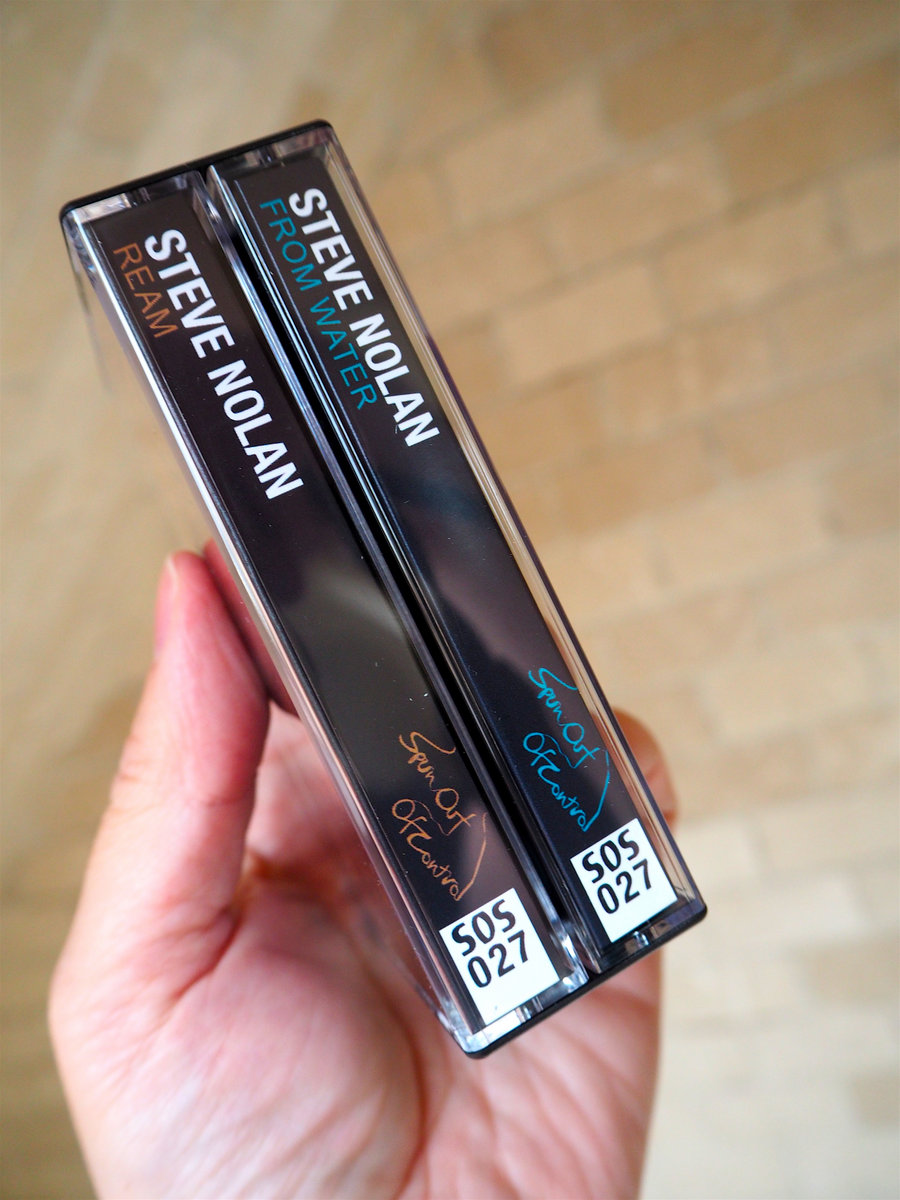 STEVE NOLAN
REAM
Spun Out
Of Control
SOS
027
STEVE NOLAN
FROM WATER
Spun Out
Of Control
SOS
027